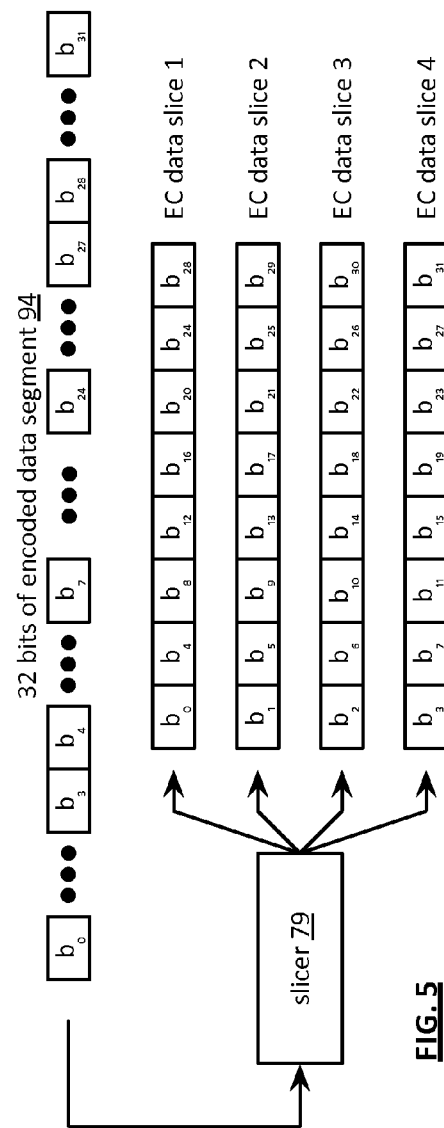 32 bits of encoded data segment 94
b0 b3 b4 b7 b24 b27 b28 b31
b0 b4 b8 b12 b16 b20 b24 b28 EC data slice 1
b1 b5 b9 b13 b17 b21 b25 b29 EC data slice 2
b2 b6 b10 b14 b18 b22 b26 b30 EC data slice 3
b3 b7 b11 b15 b19 b23 b27 b31 EC data slice 4
slicer 79
FIG. 5